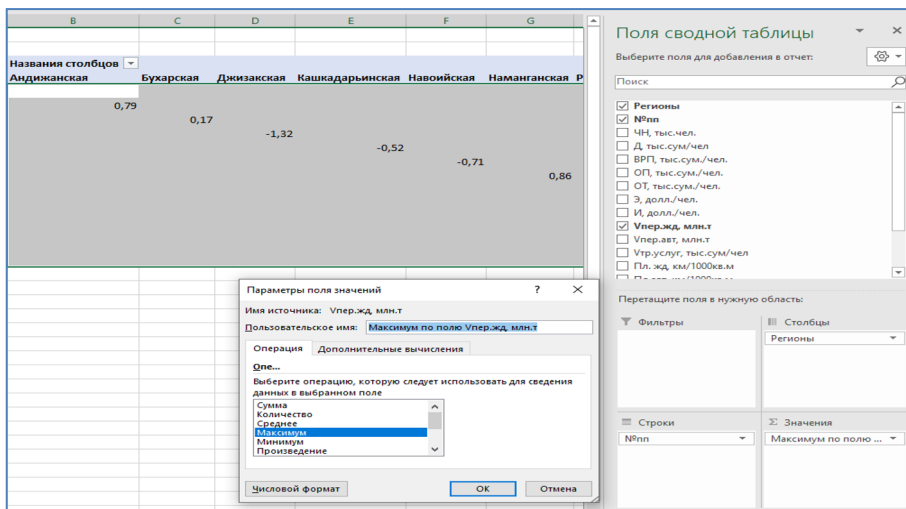 B C D E F G
Названия столбцов
Андижанская Бухарская Джизакская Кашкадарьинская Навоийская Наманганская Р
0,79
0,17
-1,32
-0,52
-0,71
0,86
Поля сводной таблицы
Выберите поля для добавления в отчет:
Поиск
Регионы
№пп
ЧН, тыс.чел.
Д, тыс.сум/чел
ВРП, тыс.сум./чел.
ОП, тыс.сум./чел.
ОТ, тыс.сум/чел.
Э, долл./чел.
И, долл./чел.
Vпер.жд, млн.т
Vпер.авт, млн.т
Vтр.услуг, тыс.сум/чел
Пл. жд, км/1000кв.м
Перетащите поля в нужную область:
Фильтры
Столбцы
Регионы
Строки
№пп
Σ Значения
Максимум по полю ...
Параметры поля значений ? ×
Имя источника: Vпер.жд, млн.т
Пользовательское имя: Максимум по полю Vпер.жд, млн.т
Операция Дополнительные вычисления
Опе...
Выберите операцию, которую следует использовать для сведения
данных в выбранном поле
Сумма
Количество
Среднее
Максимум
Минимум
Произведение
Числовой формат ОК Отмена